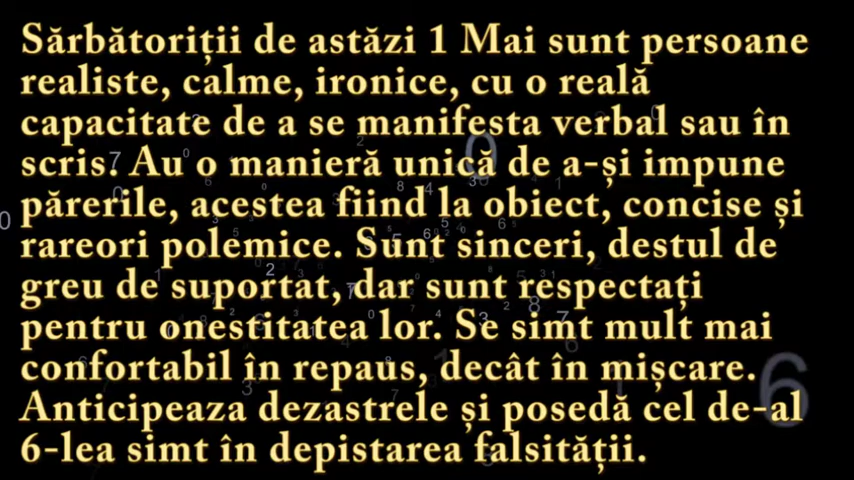 Sărbătoriții de astăzi 1 Mai sunt persoane
realiste, calme, ironice, cu o reală
capacitate de a se manifesta verbal sau în
scris. Au o manieră unică de a-și impune
părerile, acestea fiind la obiect, concise și
rareori polemice. Sunt sinceri, destul de
greu de suportat, dar sunt respectați
pentru onestitatea lor. Se simt mult mai
confortabil în repaus, decât în mișcare.
Anticipeaza dezastrele și posedă cel de-al
6-lea simt în depistarea falsității.